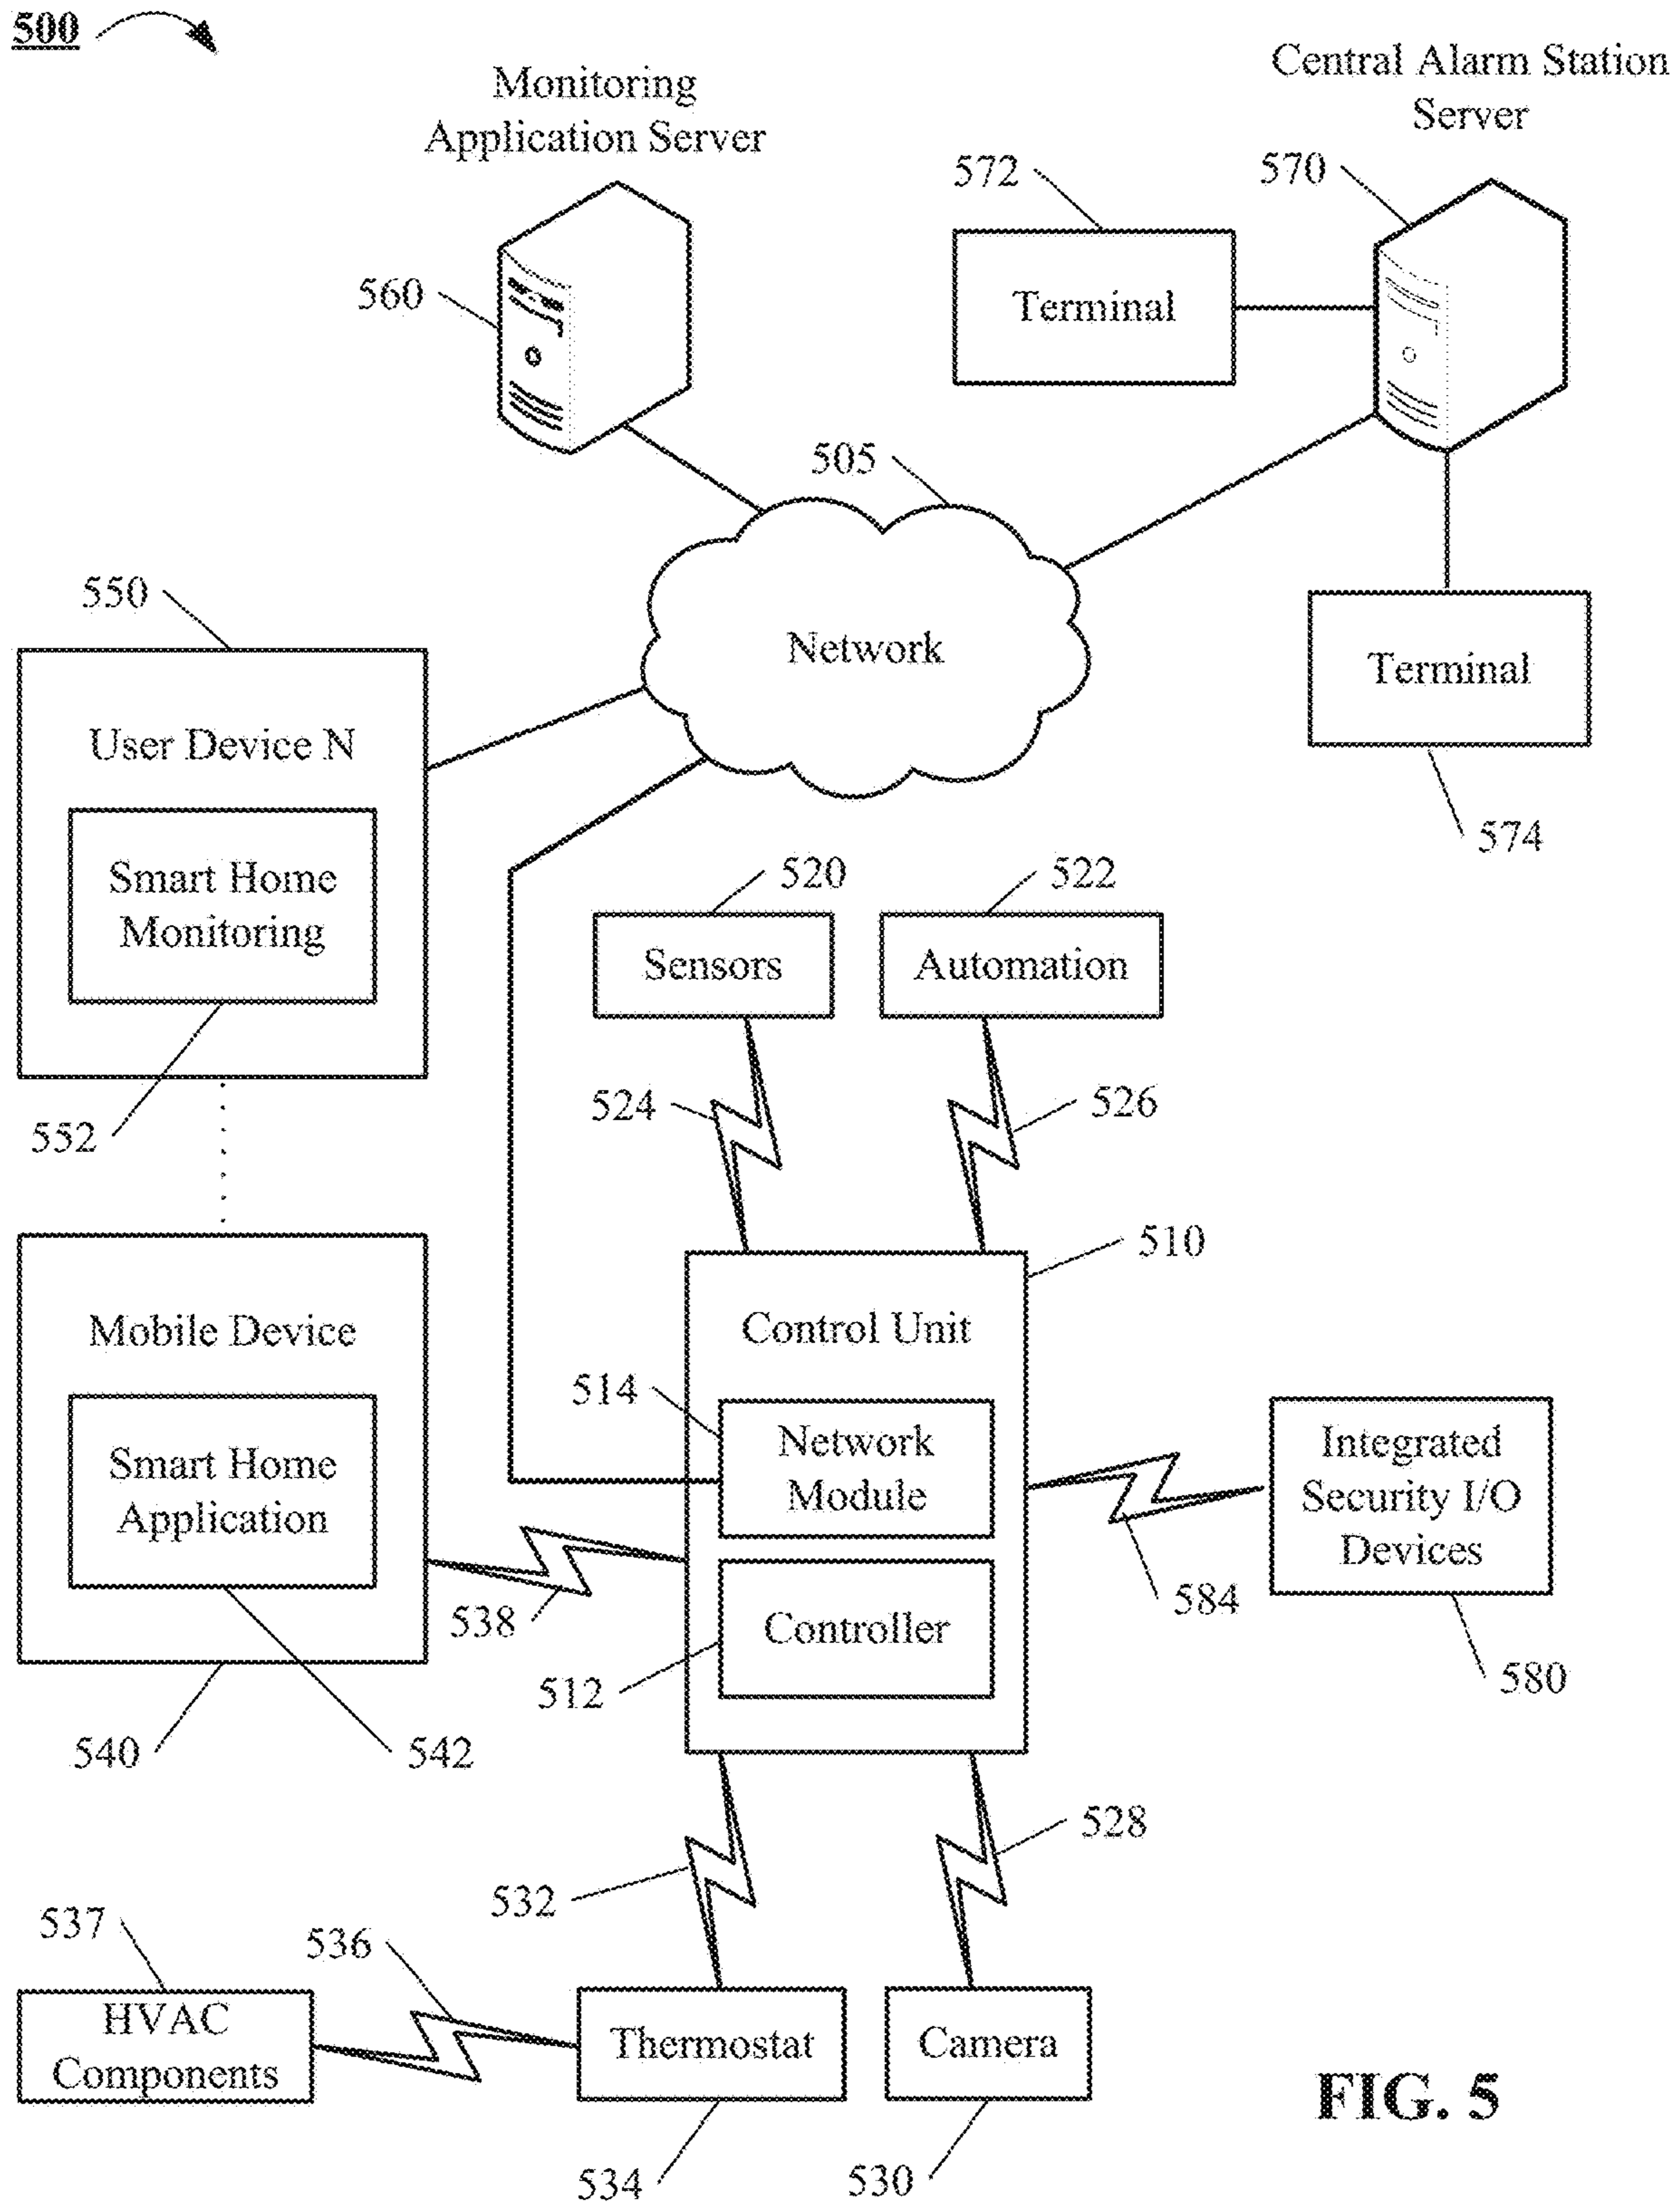 500
Monitoring
Application Server
Central Alarm Station
Server
572
570
560
Terminal
505
550
Network
Terminal
User Device N
574
Smart Home
Monitoring
520
522
Sensors
Automation
552
524
526
510
Mobile Device
Control Unit
514
Smart Home
Application
Network
Module
Integrated
Security I/O
Devices
538
584
Controller
512
580
540
542
528
532
537
536
HVAC
Components
Thermostat
Camera
534
530
FIG. 5